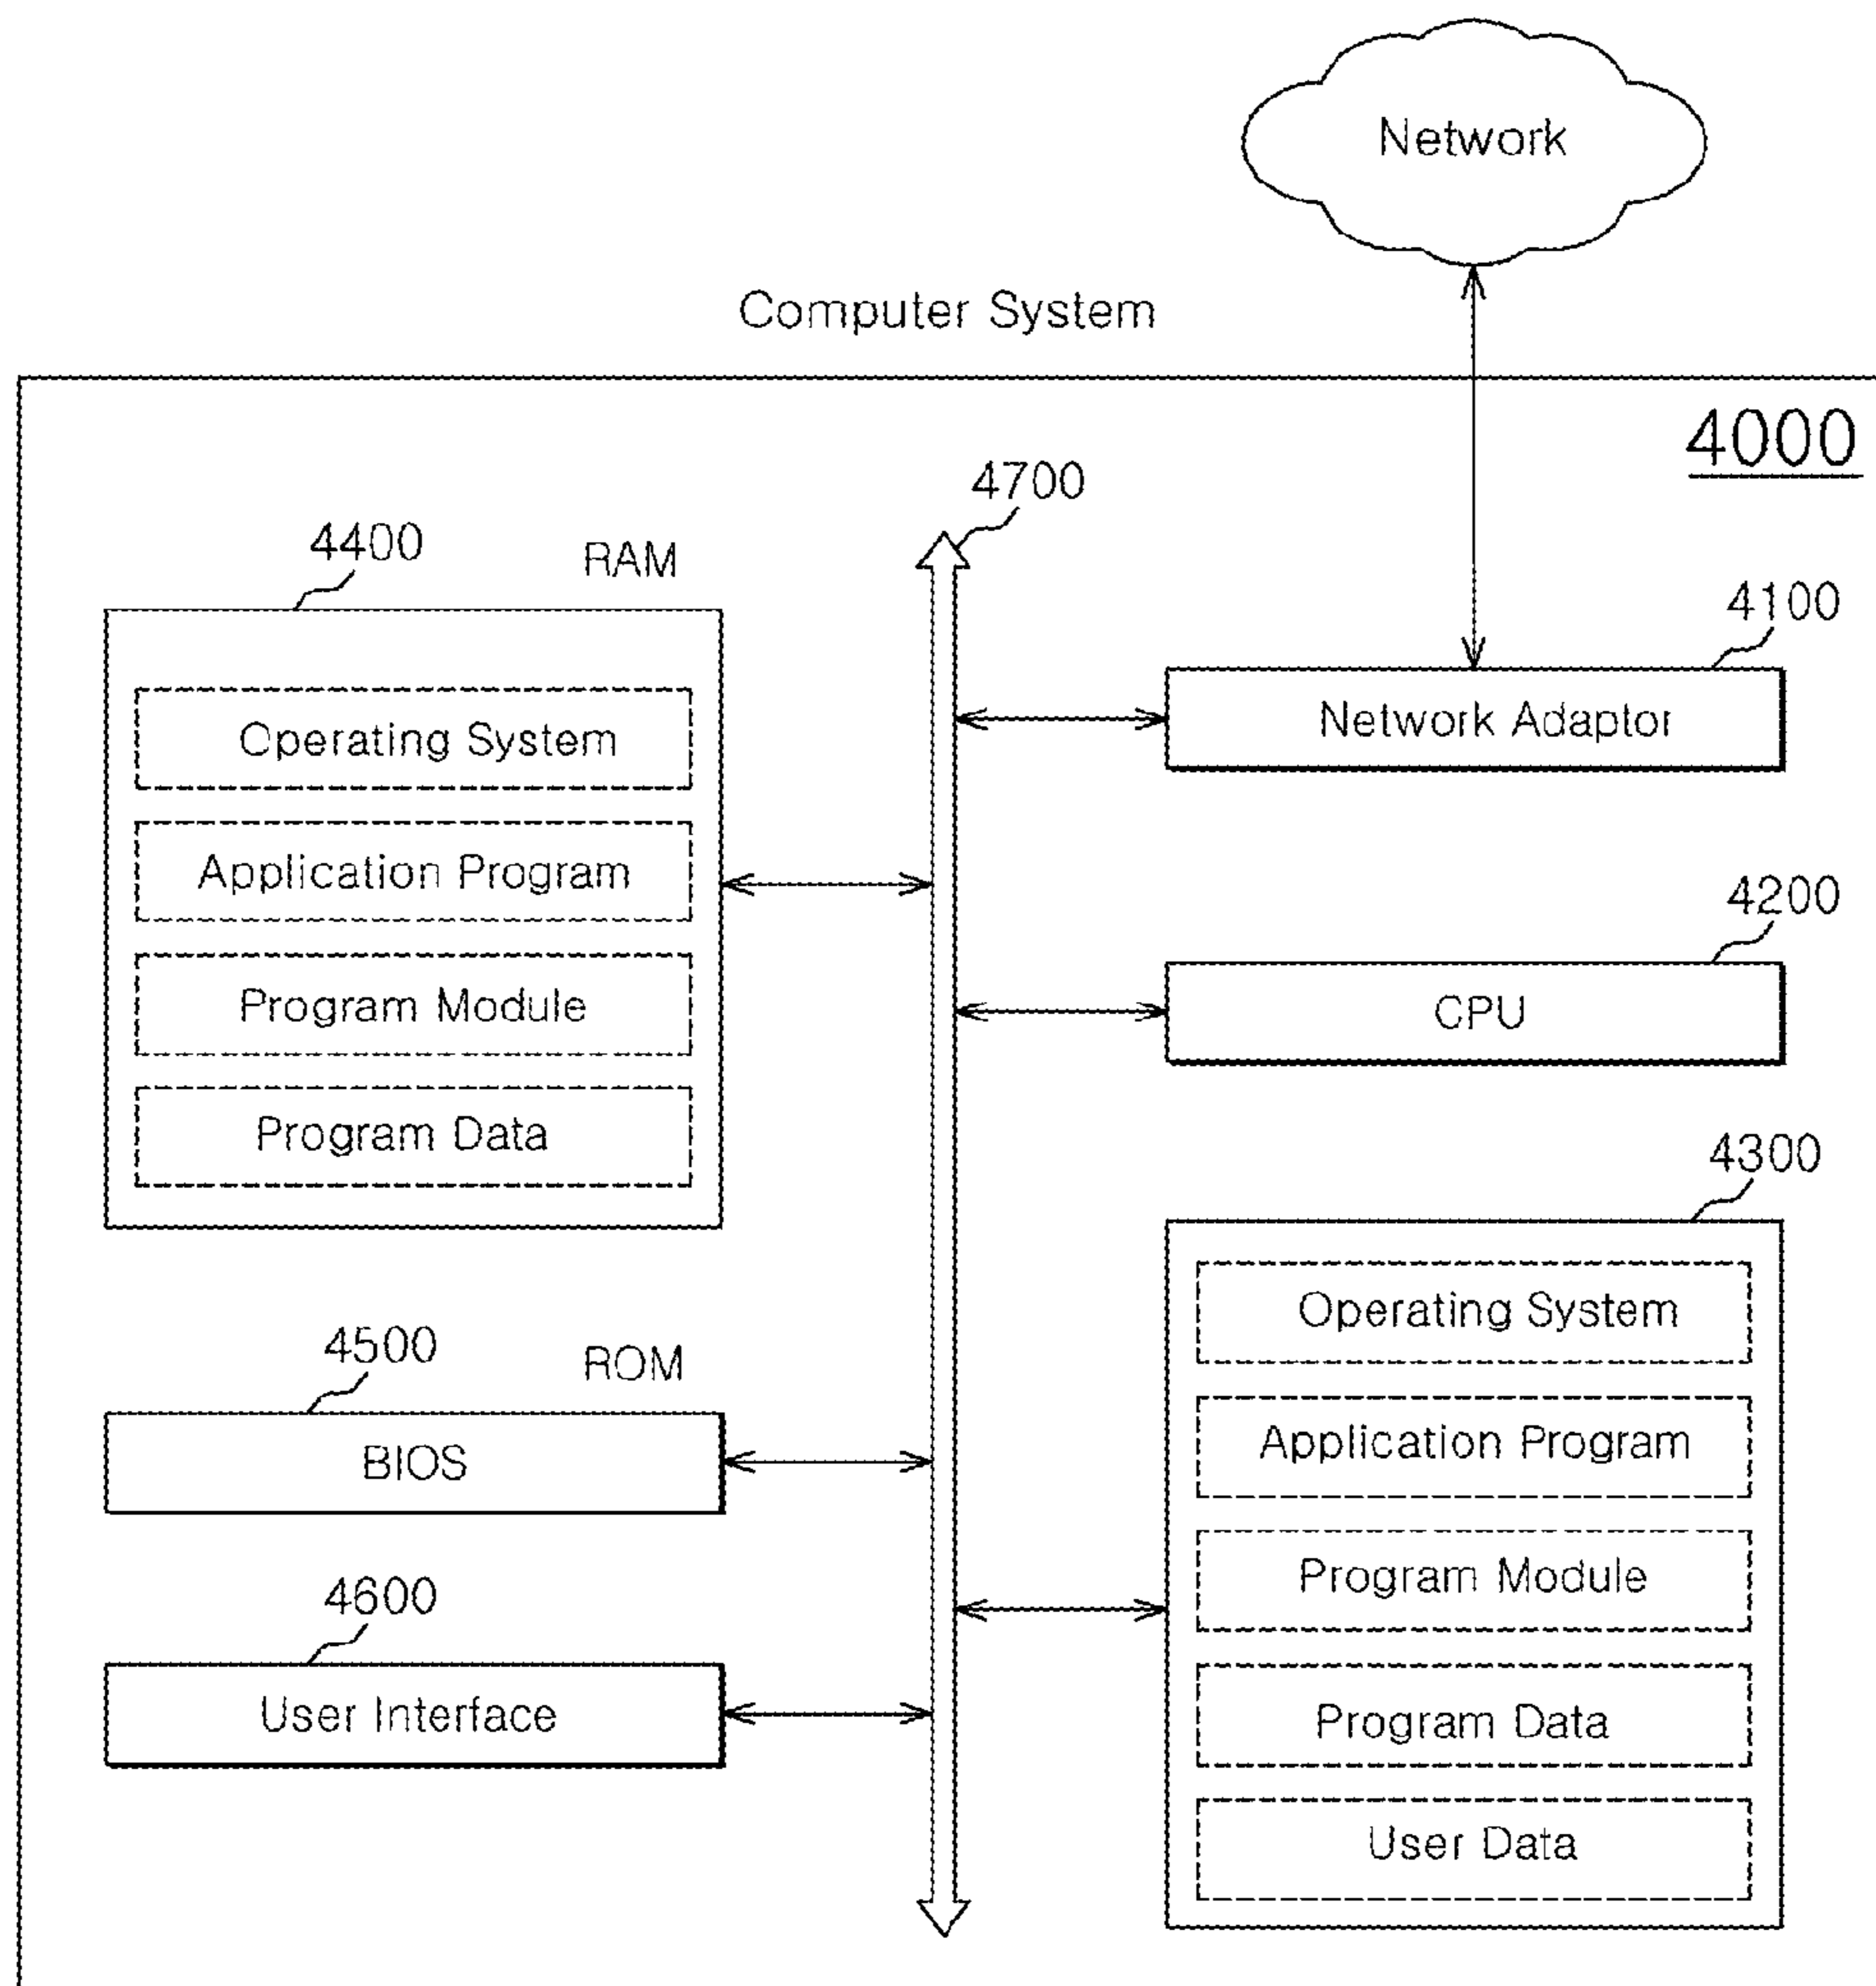 Network
Computer System
4000
4700
4400
RAM
Operating System
Application Program
Program Module
Program Data
4100
Network Adaptor
4200
CPU
4500
ROM
BIOS
4600
User Interface
4300
Operating System
Application Program
Program Module
Program Data
User Data